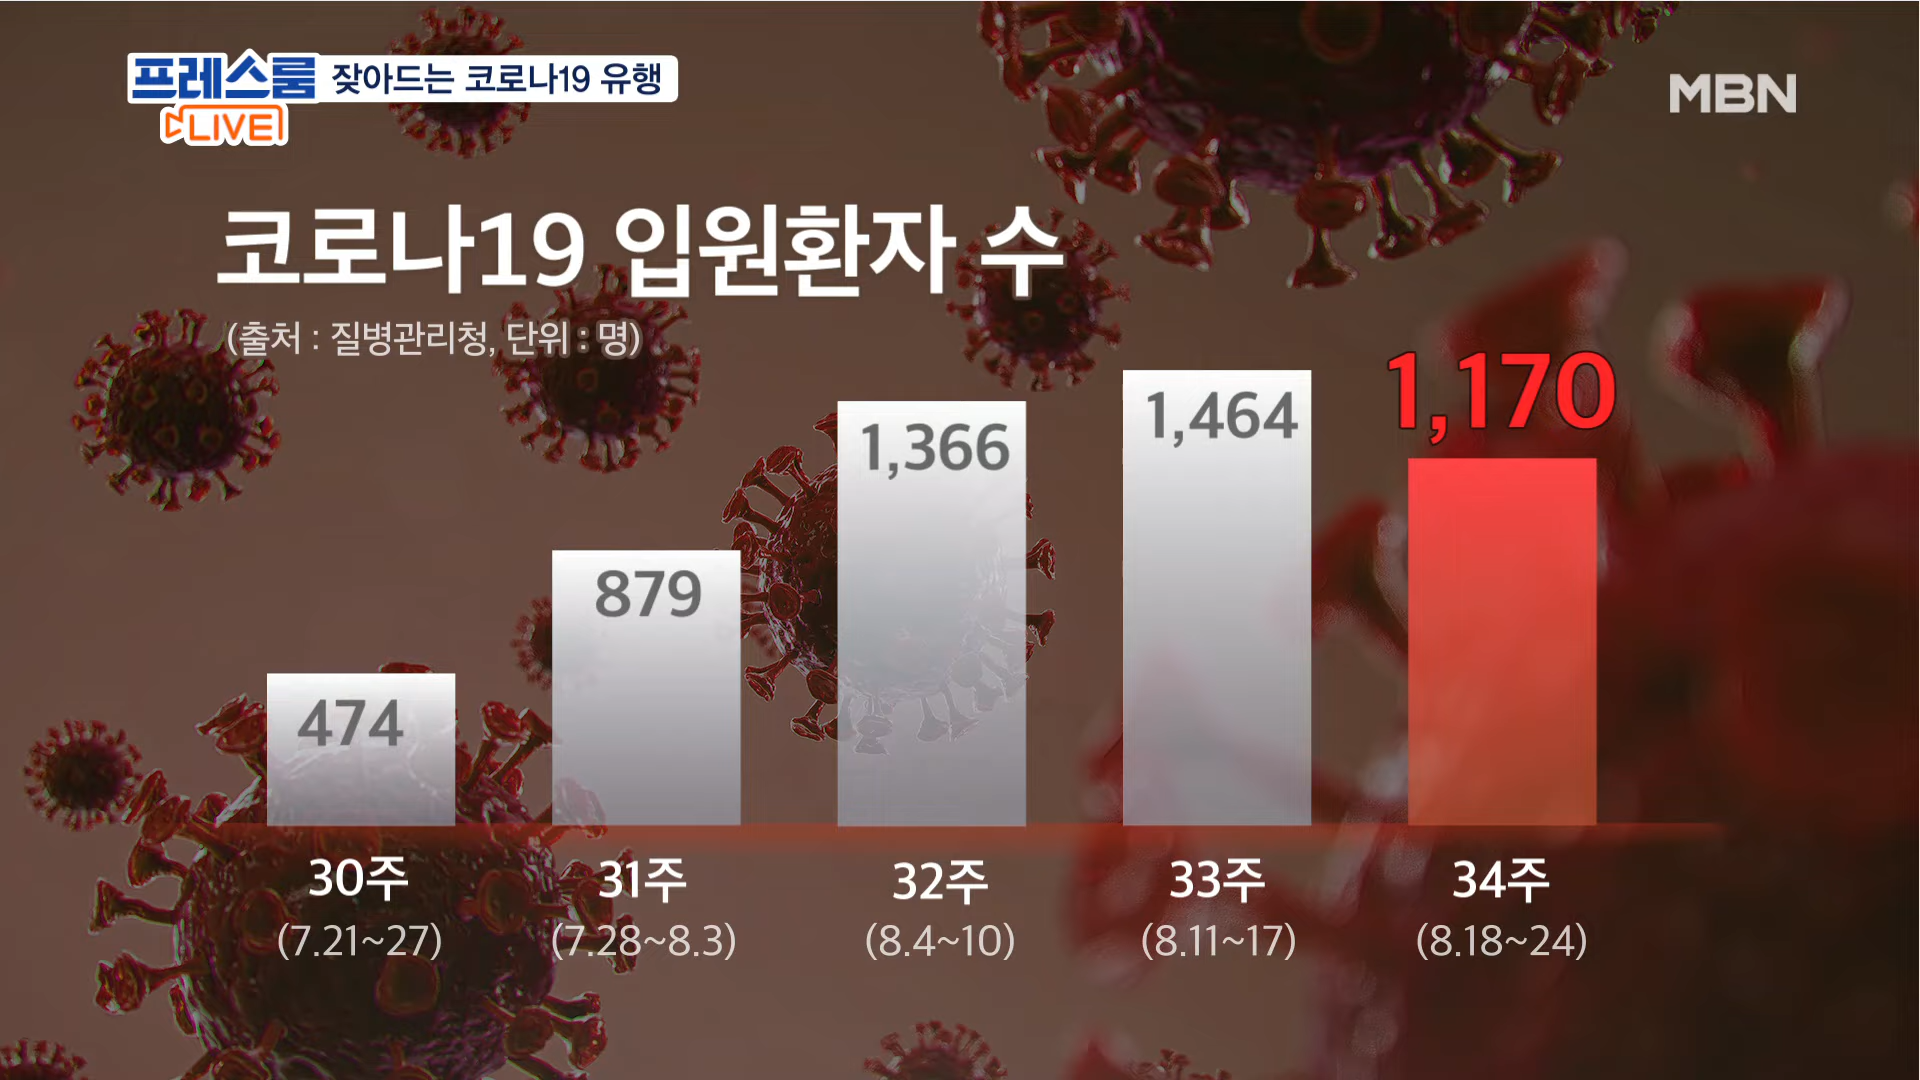 프레스룸 잦아드는 코로나19 유행
LIVE
MBN
코로나19 입원환자 수
(출처 : 질병관리청, 단위 : 명)
474
879
1,366
1,464
1,170
30주
31주
32주
33주
34주
(7.21~27)
(7.28~8.3)
(8.4~10)
(8.11~17)
(8.18~24)